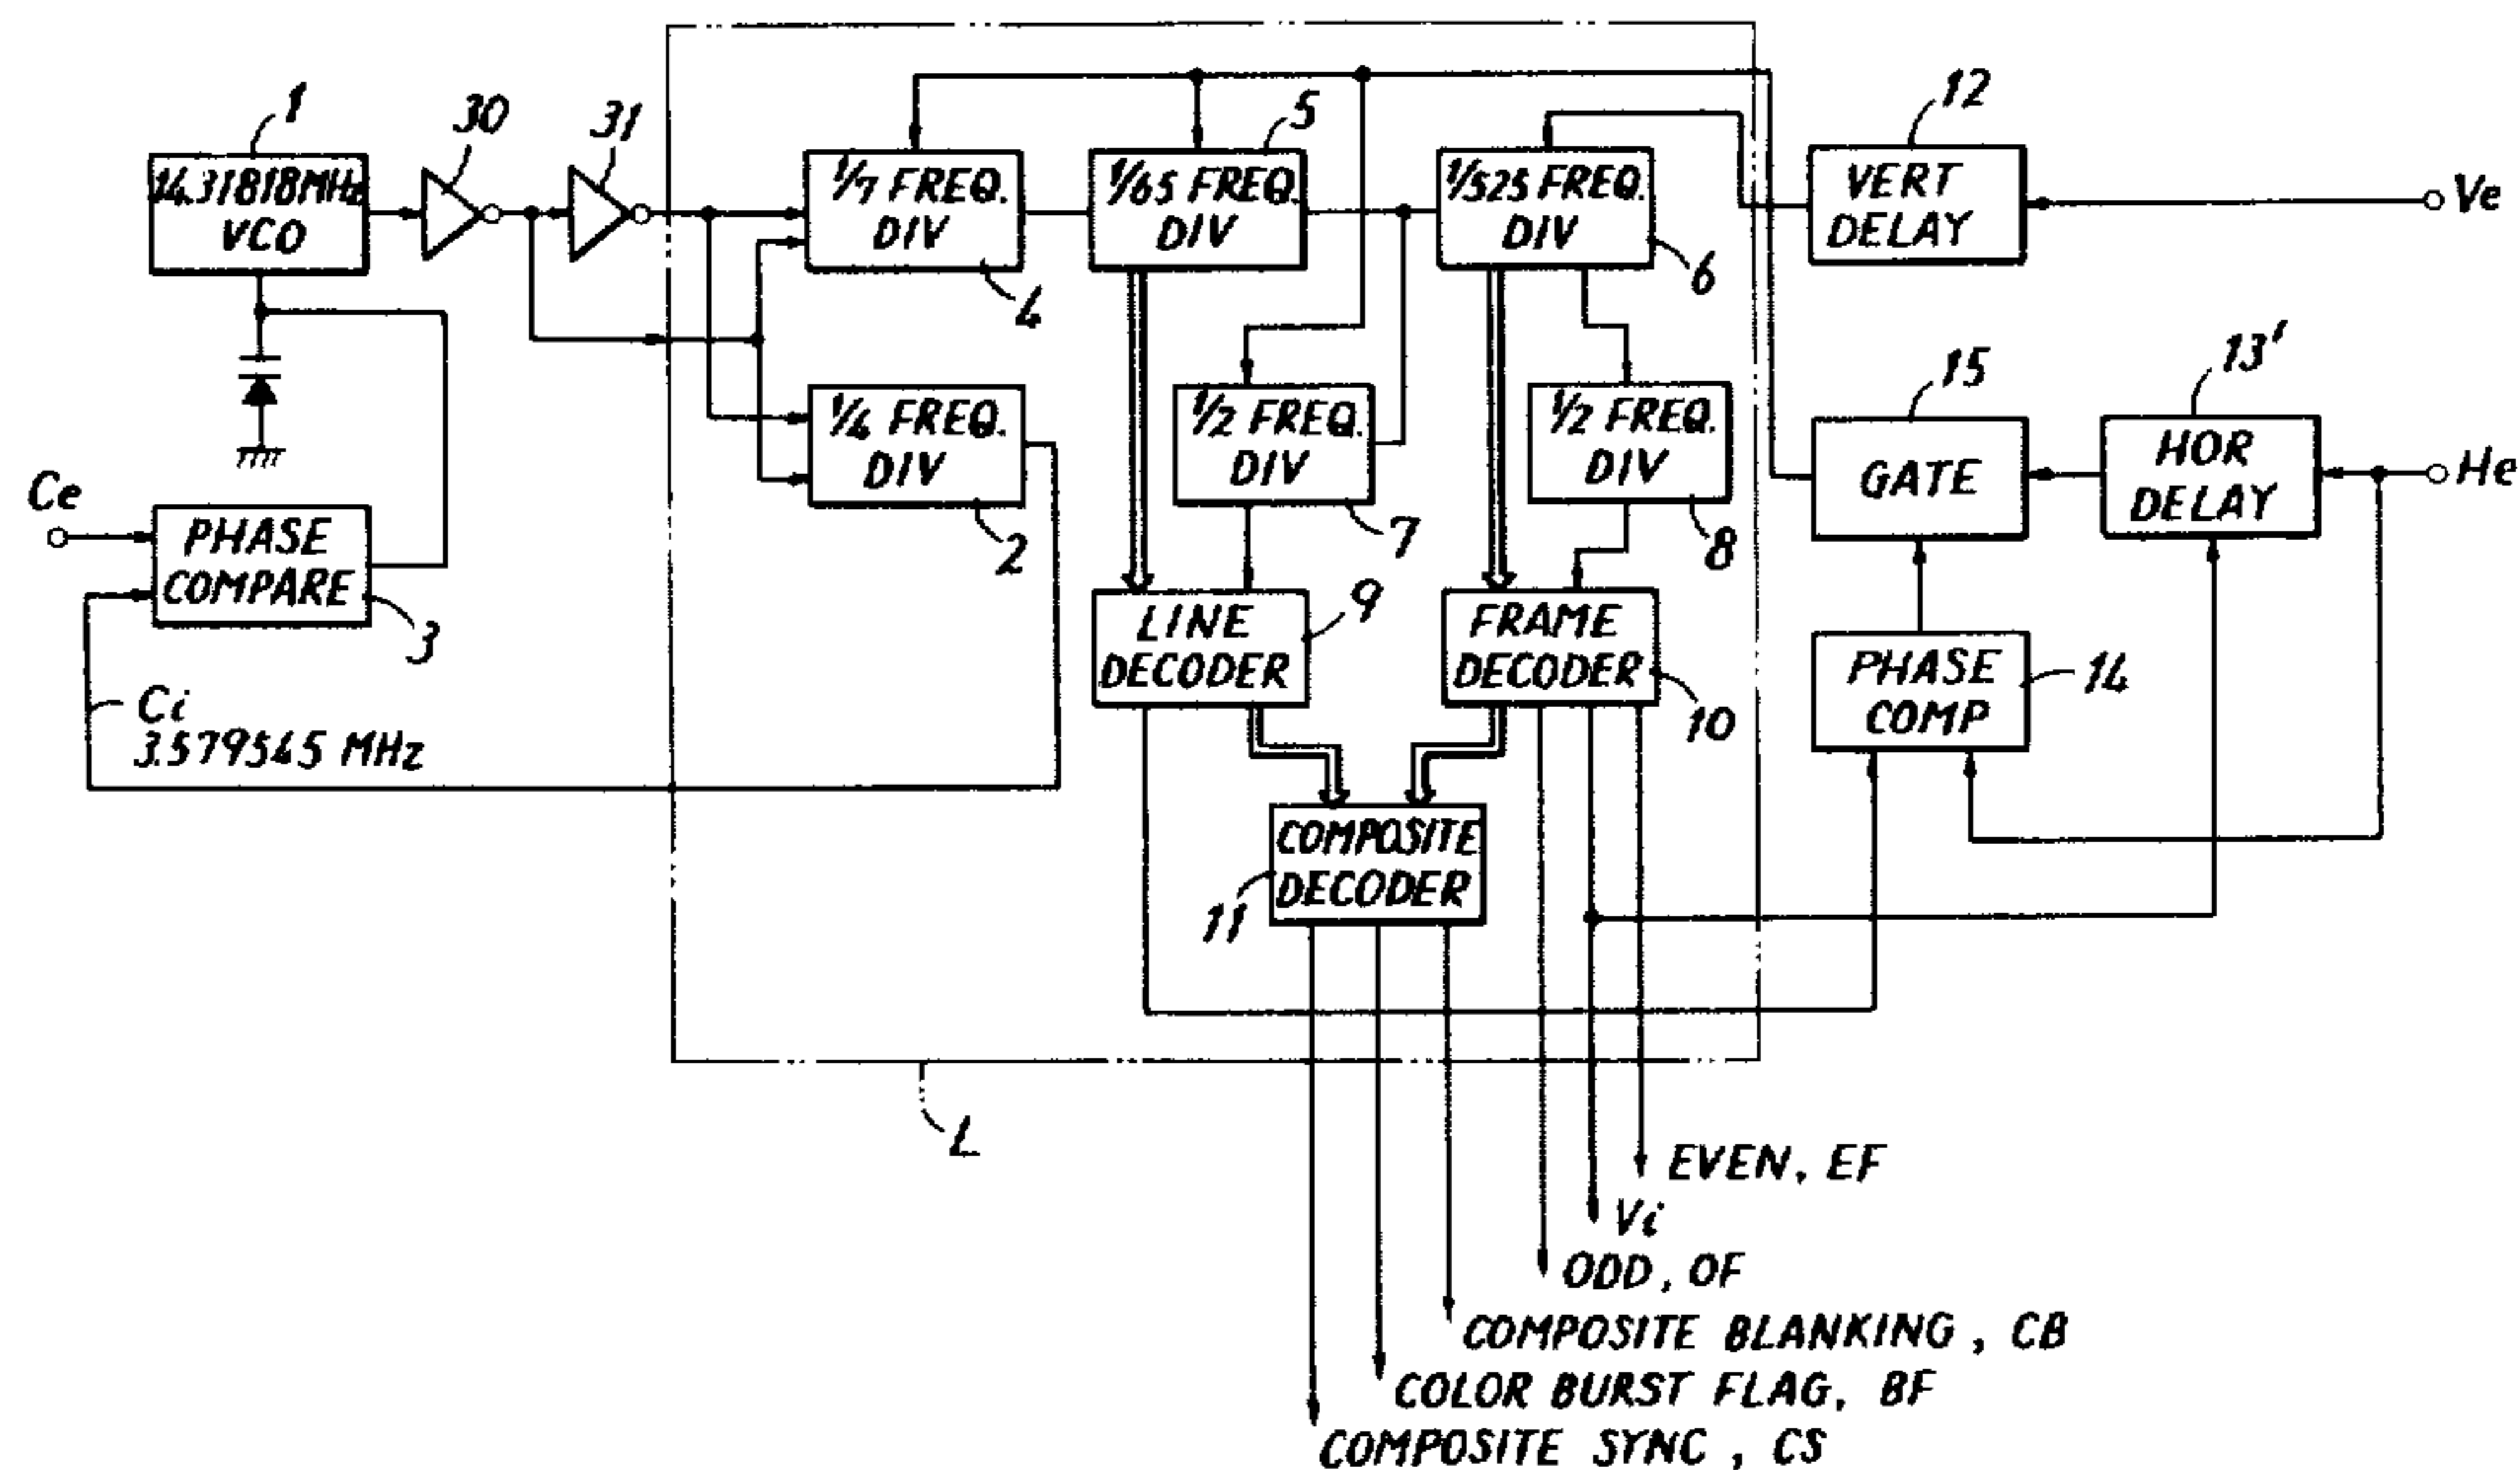 1
30
31
5
12
14.31818MHz
VCO
1/7 FREQ.
DIV
1/65 FREQ.
DIV
1/525 FREQ.
DIV
VERT
DELAY
Ve
4
6
1/4 FREQ.
DIV
1/2 FREQ.
DIV
1/2 FREQ.
DIV
15
GATE
13'
HOR
DELAY
He
Ce
PHASE
COMPARE
3
2
7
8
LINE
DECODER
9
FRAME
DECODER
10
PHASE
COMP
14
Ci
3.579545 MHz
COMPOSITE
DECODER
11
L
EVEN, EF
Vi
ODD, OF
COMPOSITE BLANKING, CB
COLOR BURST FLAG, BF
COMPOSITE SYNC, CS